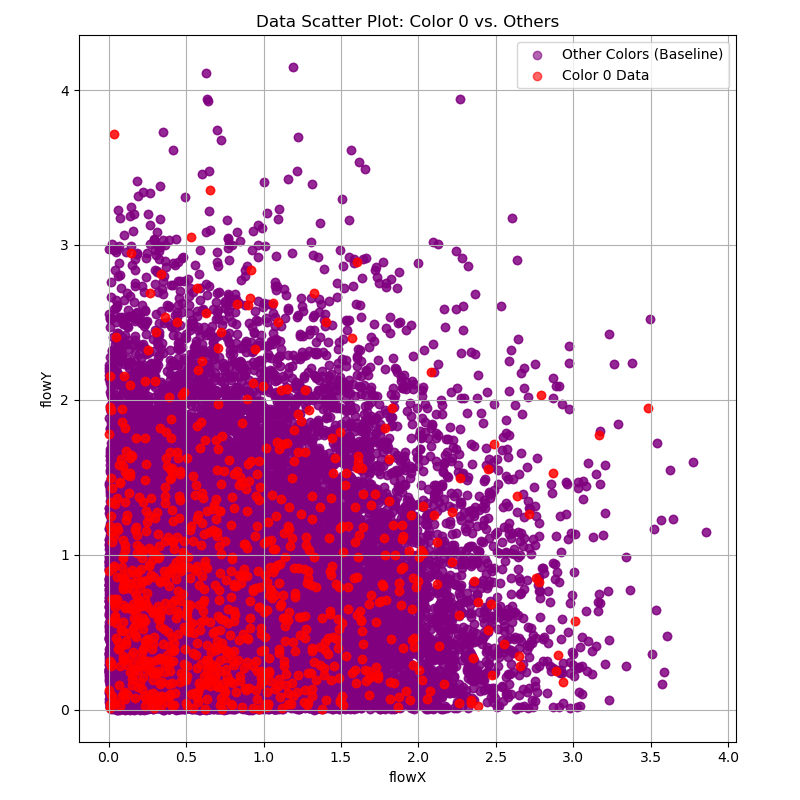 Data Scatter Plot: Color 0 vs. Others
Other Colors (Baseline)
Color 0 Data
flowY
4
3
2
1
0
0.0 0.5 1.0 1.5 2.0 2.5 3.0 3.5 4.0
flowX